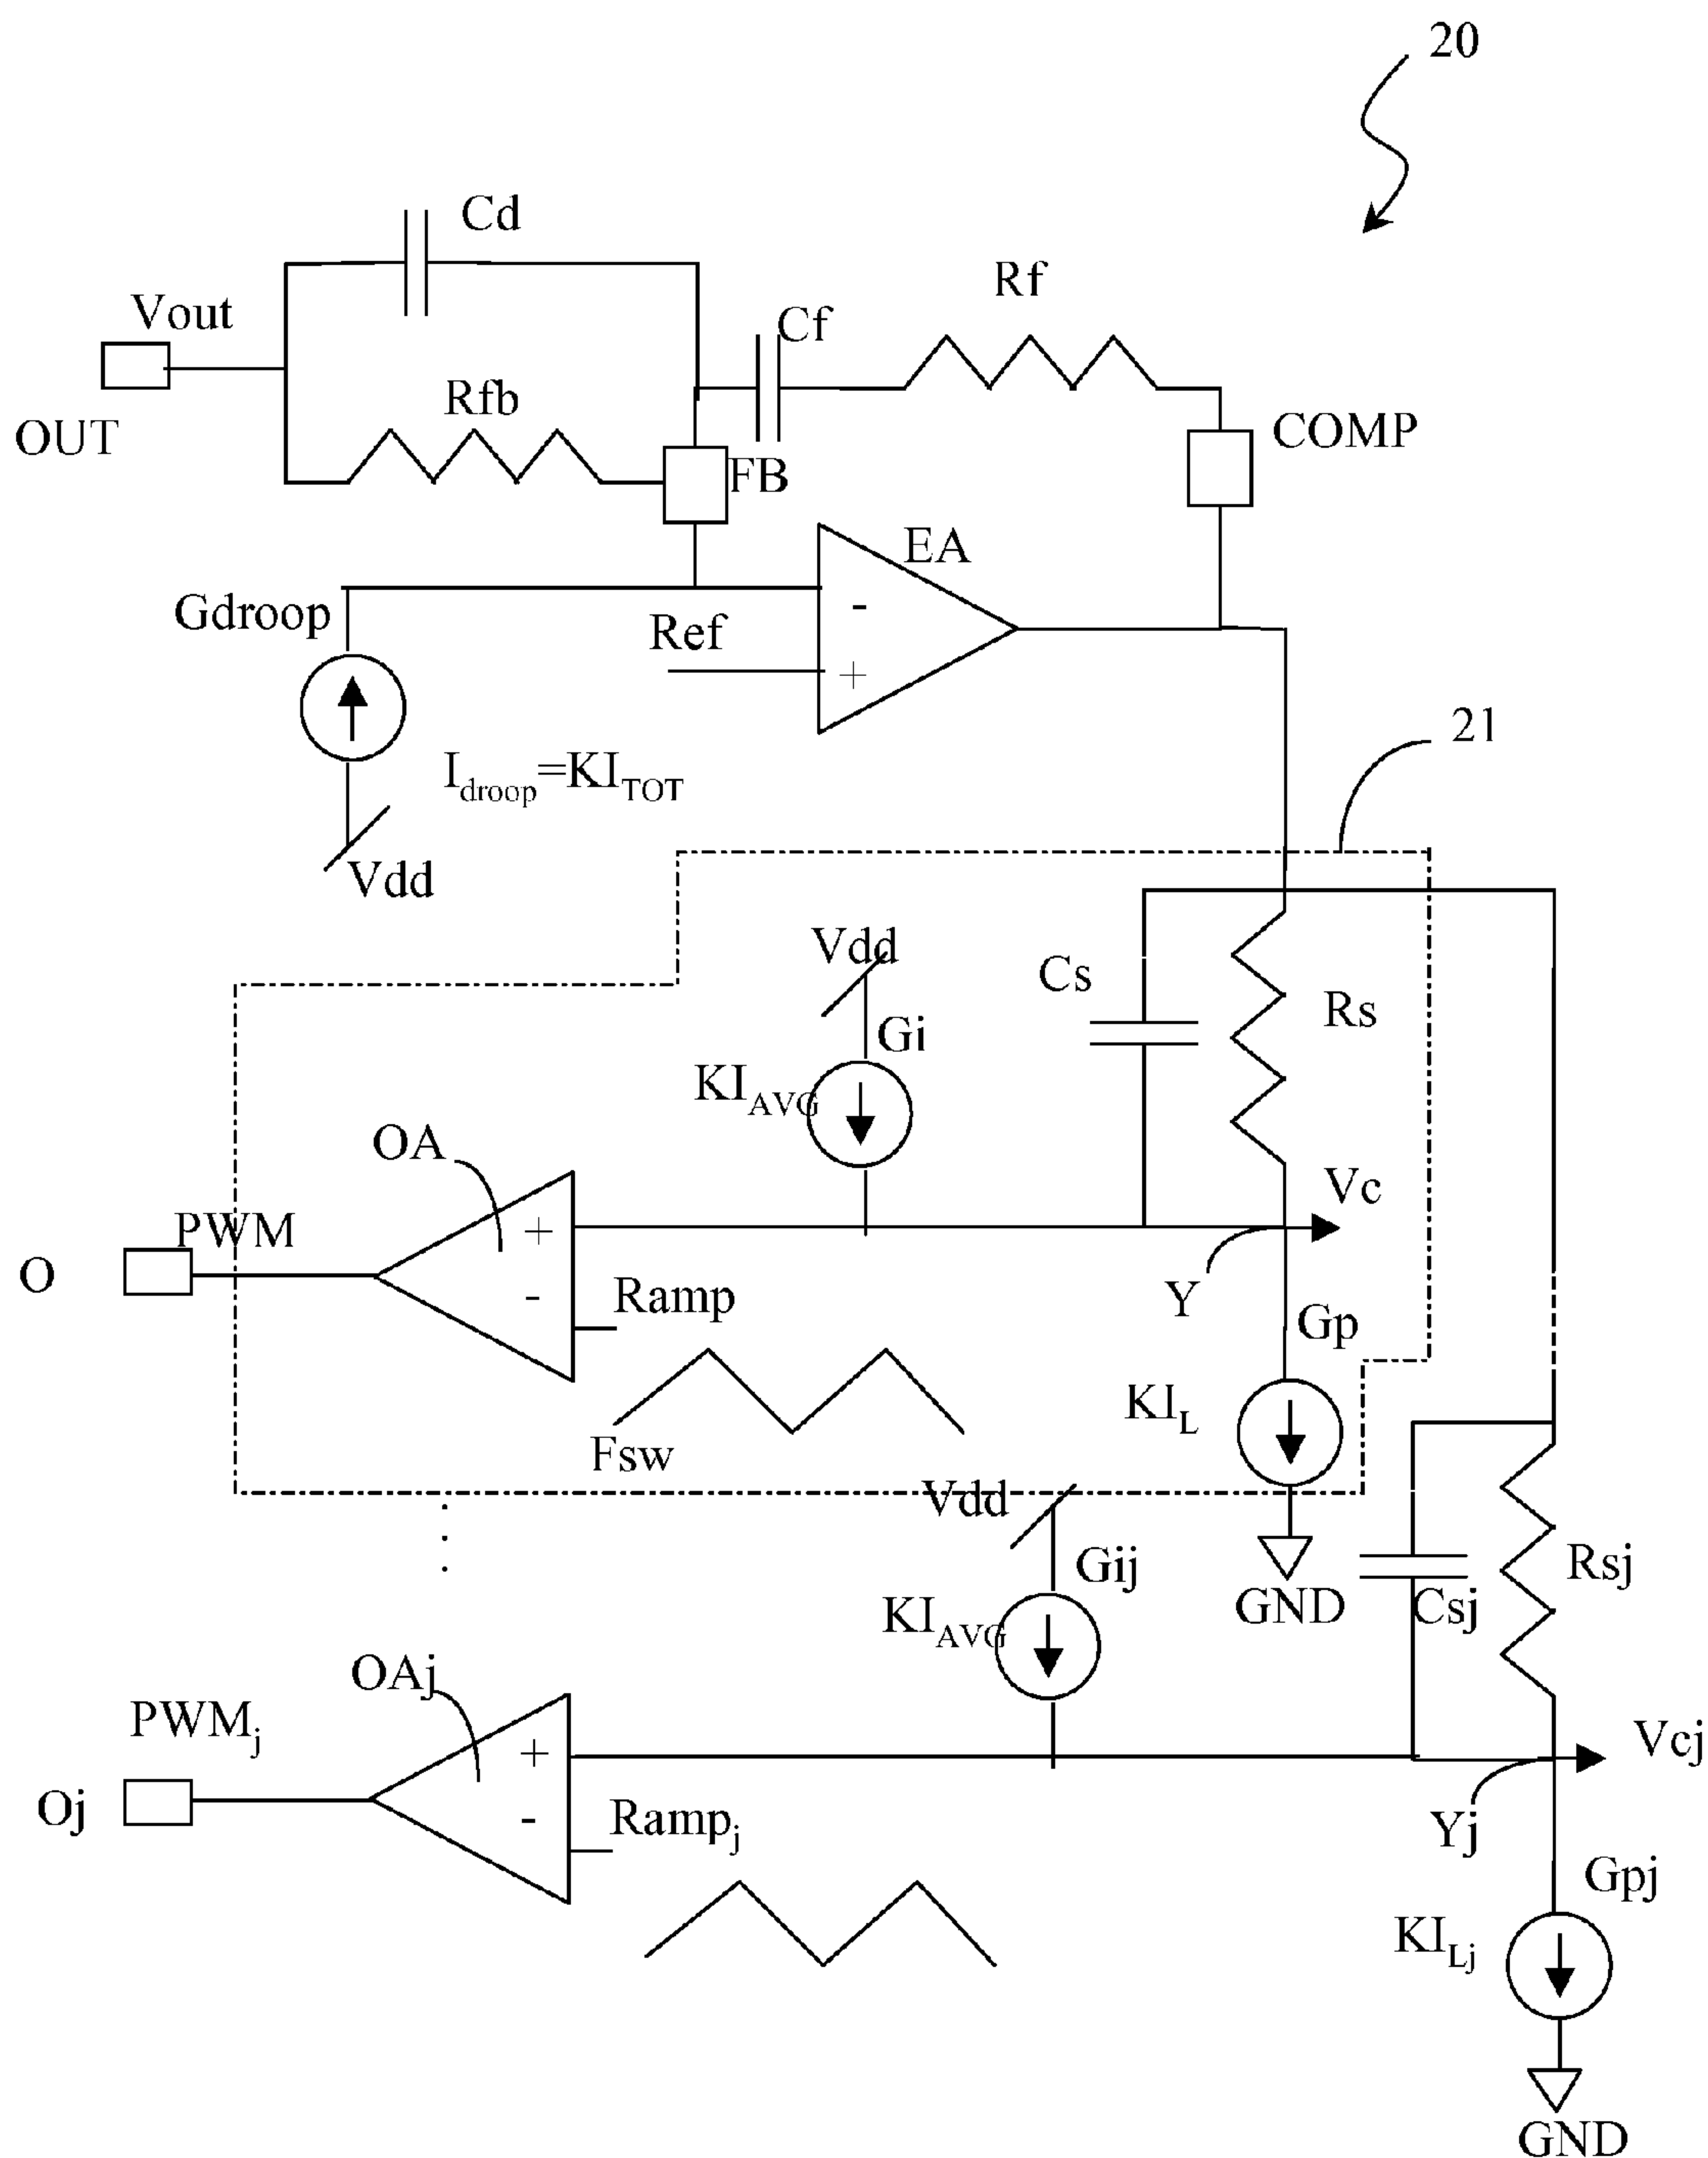 20
Cd
Vout
Cf
Rf
Rfb
OUT
FB
COMP
EA
Gdroop
Ref
-
+
Idroop=KITOT
21
Vdd
Vdd
Cs
Rs
Gi
KIAVG
OA
PWM
+
Vc
O
-
Ramp
Y
Gp
KIL
Fsw
Vdd
GND
Gij
Rsj
Csj
KIAVG
OAj
PWMj
+
Vcj
Oj
-
Rampj
Yj
Gpj
KILj
GND